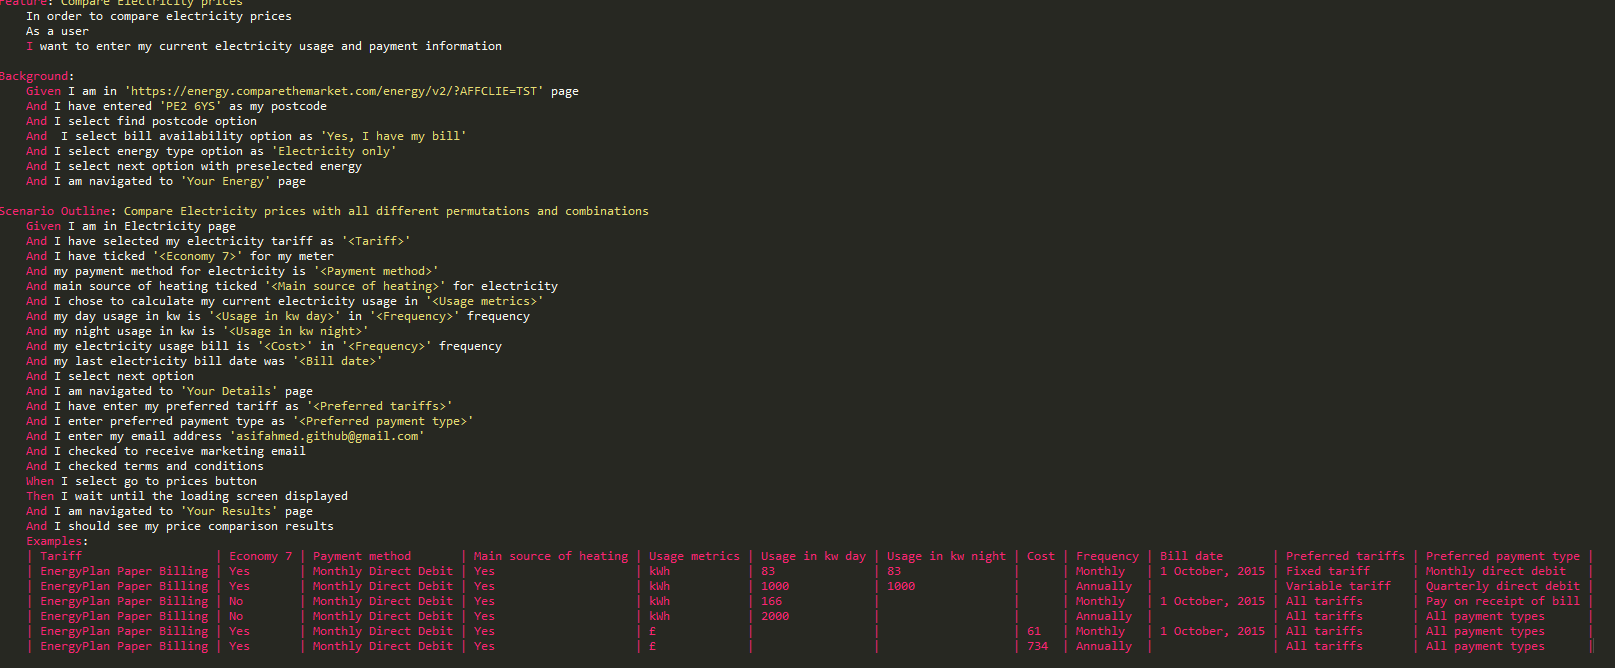 Feature: Compare Electricity prices
In order to compare electricity prices
As a user
I want to enter my current electricity usage and payment information
Background:
Given I am in 'https://energy.comparethemarket.com/energy/v2/?AFFCLIE=TST' page
And I have entered 'PE2 6YS' as my postcode
And I select find postcode option
And  I select bill availability option as 'Yes, I have my bill'
And I select energy type option as 'Electricity only'
And I select next option with preselected energy
And I am navigated to 'Your Energy' page
Scenario Outline: Compare Electricity prices with all different permutations and combinations
Given I am in Electricity page
And I have selected my electricity tariff as '<Tariff>'
And I have ticked '<Economy 7>' for my meter
And my payment method for electricity is '<Payment method>'
And main source of heating ticked '<Main source of heating>' for electricity
And I chose to calculate my current electricity usage in '<Usage metrics>'
And my day usage in kw is '<Usage in kw day>' in '<Frequency>' frequency
And my night usage in kw is '<Usage in kw night>'
And my electricity usage bill is '<Cost>' in '<Frequency>' frequency
And my last electricity bill date was '<Bill date>'
And I select next option
And I am navigated to 'Your Details' page
And I have enter my preferred tariff as '<Preferred tariffs>'
And I enter preferred payment type as '<Preferred payment type>'
And I enter my email address 'asifahmed.github@gmail.com'
And I checked to receive marketing email
And I checked terms and conditions
When I select go to prices button
Then I wait until the loading screen displayed
And I am navigated to 'Your Results' page
And I should see my price comparison results
Examples:
| Tariff | Economy 7 | Payment method | Main source of heating | Usage metrics | Usage in kw day | Usage in kw night | Cost | Frequency | Bill date | Preferred tariffs | Preferred payment type |
| EnergyPlan Paper Billing | Yes | Monthly Direct Debit | Yes | kWh | 83 | 83 | | Monthly | 1 October, 2015 | Fixed tariff | Monthly direct debit |
| EnergyPlan Paper Billing | Yes | Monthly Direct Debit | Yes | kWh | 1000 | 1000 | | Annually | | Variable tariff | Quarterly direct debit |
| EnergyPlan Paper Billing | No | Monthly Direct Debit | Yes | kWh | 166 | | | Monthly | 1 October, 2015 | All tariffs | Pay on receipt of bill |
| EnergyPlan Paper Billing | No | Monthly Direct Debit | Yes | kWh | 2000 | | | Annually | | All tariffs | All payment types |
| EnergyPlan Paper Billing | Yes | Monthly Direct Debit | Yes | £ | | | 61 | Monthly | 1 October, 2015 | All tariffs | All payment types |
| EnergyPlan Paper Billing | Yes | Monthly Direct Debit | Yes | £ | | | 734 | Annually | | All tariffs | All payment types |